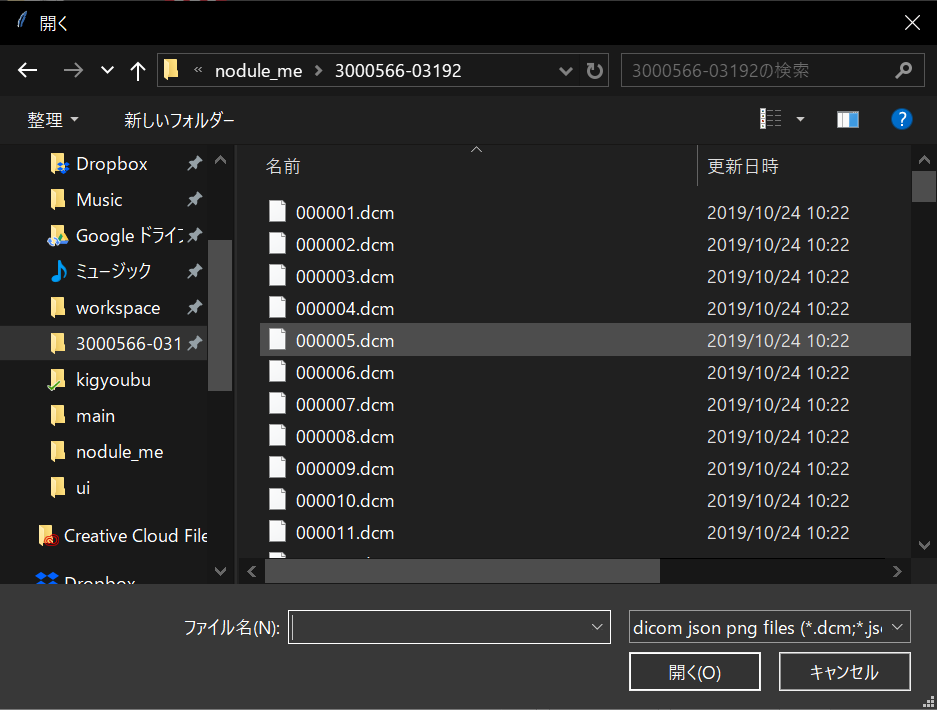 開く
« nodule_me > 3000566-03192
3000566-03192の検索
整理
新しいフォルダー
?
Dropbox
Music
Google ドライブ
ミュージック
workspace
3000566-031
kigyoubu
main
nodule_me
ui
Creative Cloud File
Dropbox
名前 更新日時
000001.dcm 2019/10/24 10:22
000002.dcm 2019/10/24 10:22
000003.dcm 2019/10/24 10:22
000004.dcm 2019/10/24 10:22
000005.dcm 2019/10/24 10:22
000006.dcm 2019/10/24 10:22
000007.dcm 2019/10/24 10:22
000008.dcm 2019/10/24 10:22
000009.dcm 2019/10/24 10:22
000010.dcm 2019/10/24 10:22
000011.dcm 2019/10/24 10:22
ファイル名(N):
dicom json png files (*.dcm;*.js
開く(O)
キャンセル